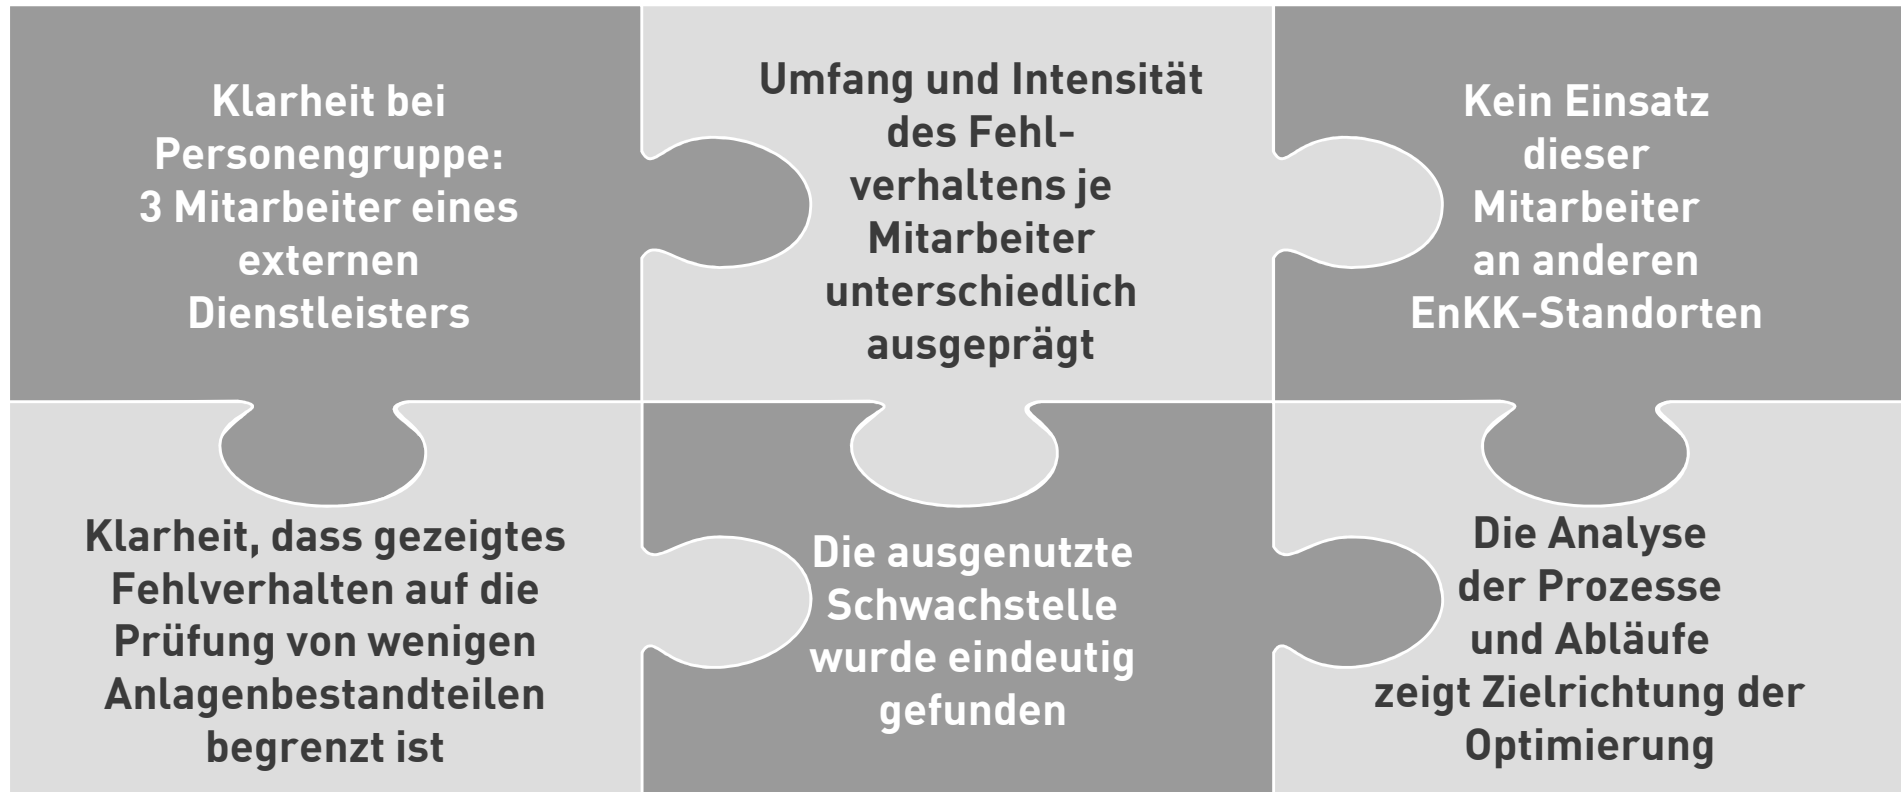 Klarheit bei
Personengruppe:
3 Mitarbeiter eines
externen
Dienstleisters
Umfang und Intensität
des Fehl-
verhaltens je
Mitarbeiter
unterschiedlich
ausgeprägt
Kein Einsatz
dieser
Mitarbeiter
an anderen
EnKK-Standorten
Klarheit, dass gezeigtes
Fehlverhalten auf die
Prüfung von wenigen
Anlagenbestandteilen
begrenzt ist
Die ausgenutzte
Schwachstelle
wurde eindeutig
gefunden
Die Analyse
der Prozesse
und Abläufe
zeigt Zielrichtung der
Optimierung